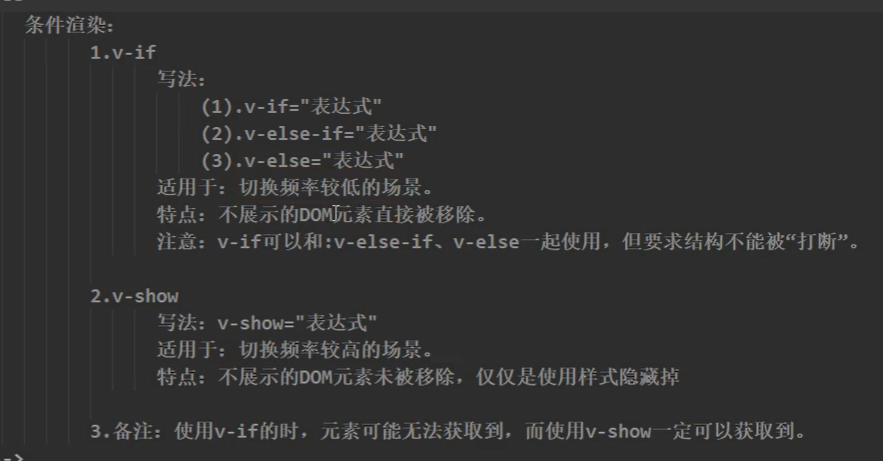 条件渲染:
1.v-if
写法:
(1).v-if="表达式"
(2).v-else-if="表达式"
(3).v-else="表达式"
适用于: 切换频率较低的场景。
特点: 不展示的DOM元素直接被移除。
注意: v-if可以和:v-else-if、v-else一起使用，但要求结构不能被“打断”。
2.v-show
写法: v-show="表达式"
适用于: 切换频率较高的场景。
特点: 不展示的DOM元素未被移除，仅仅是使用样式隐藏掉
3.备注: 使用v-if的时，元素可能无法获取到，而使用v-show一定可以获取到。
-->